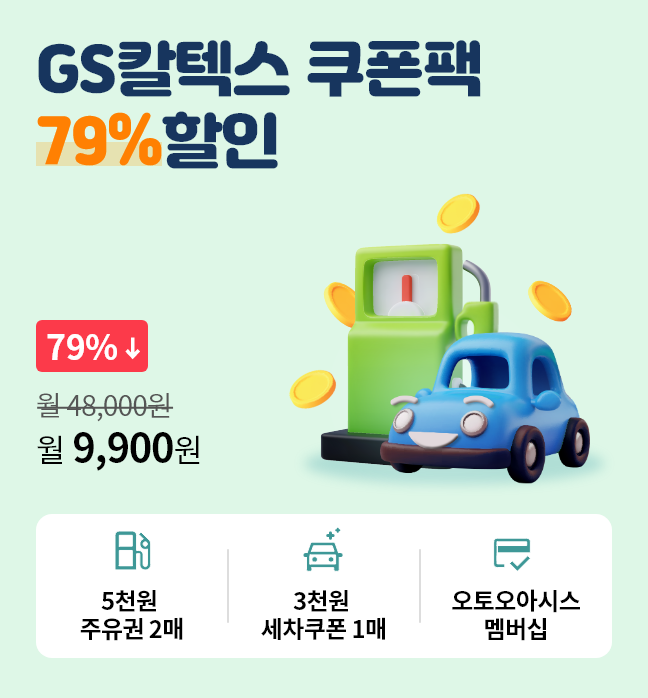 GS칼텍스 쿠폰팩
79%할인
79%↓
월 48,000원
월 9,900원
5천원
주유권 2매
3천원
세차쿠폰 1매
오토오아시스
멤버십